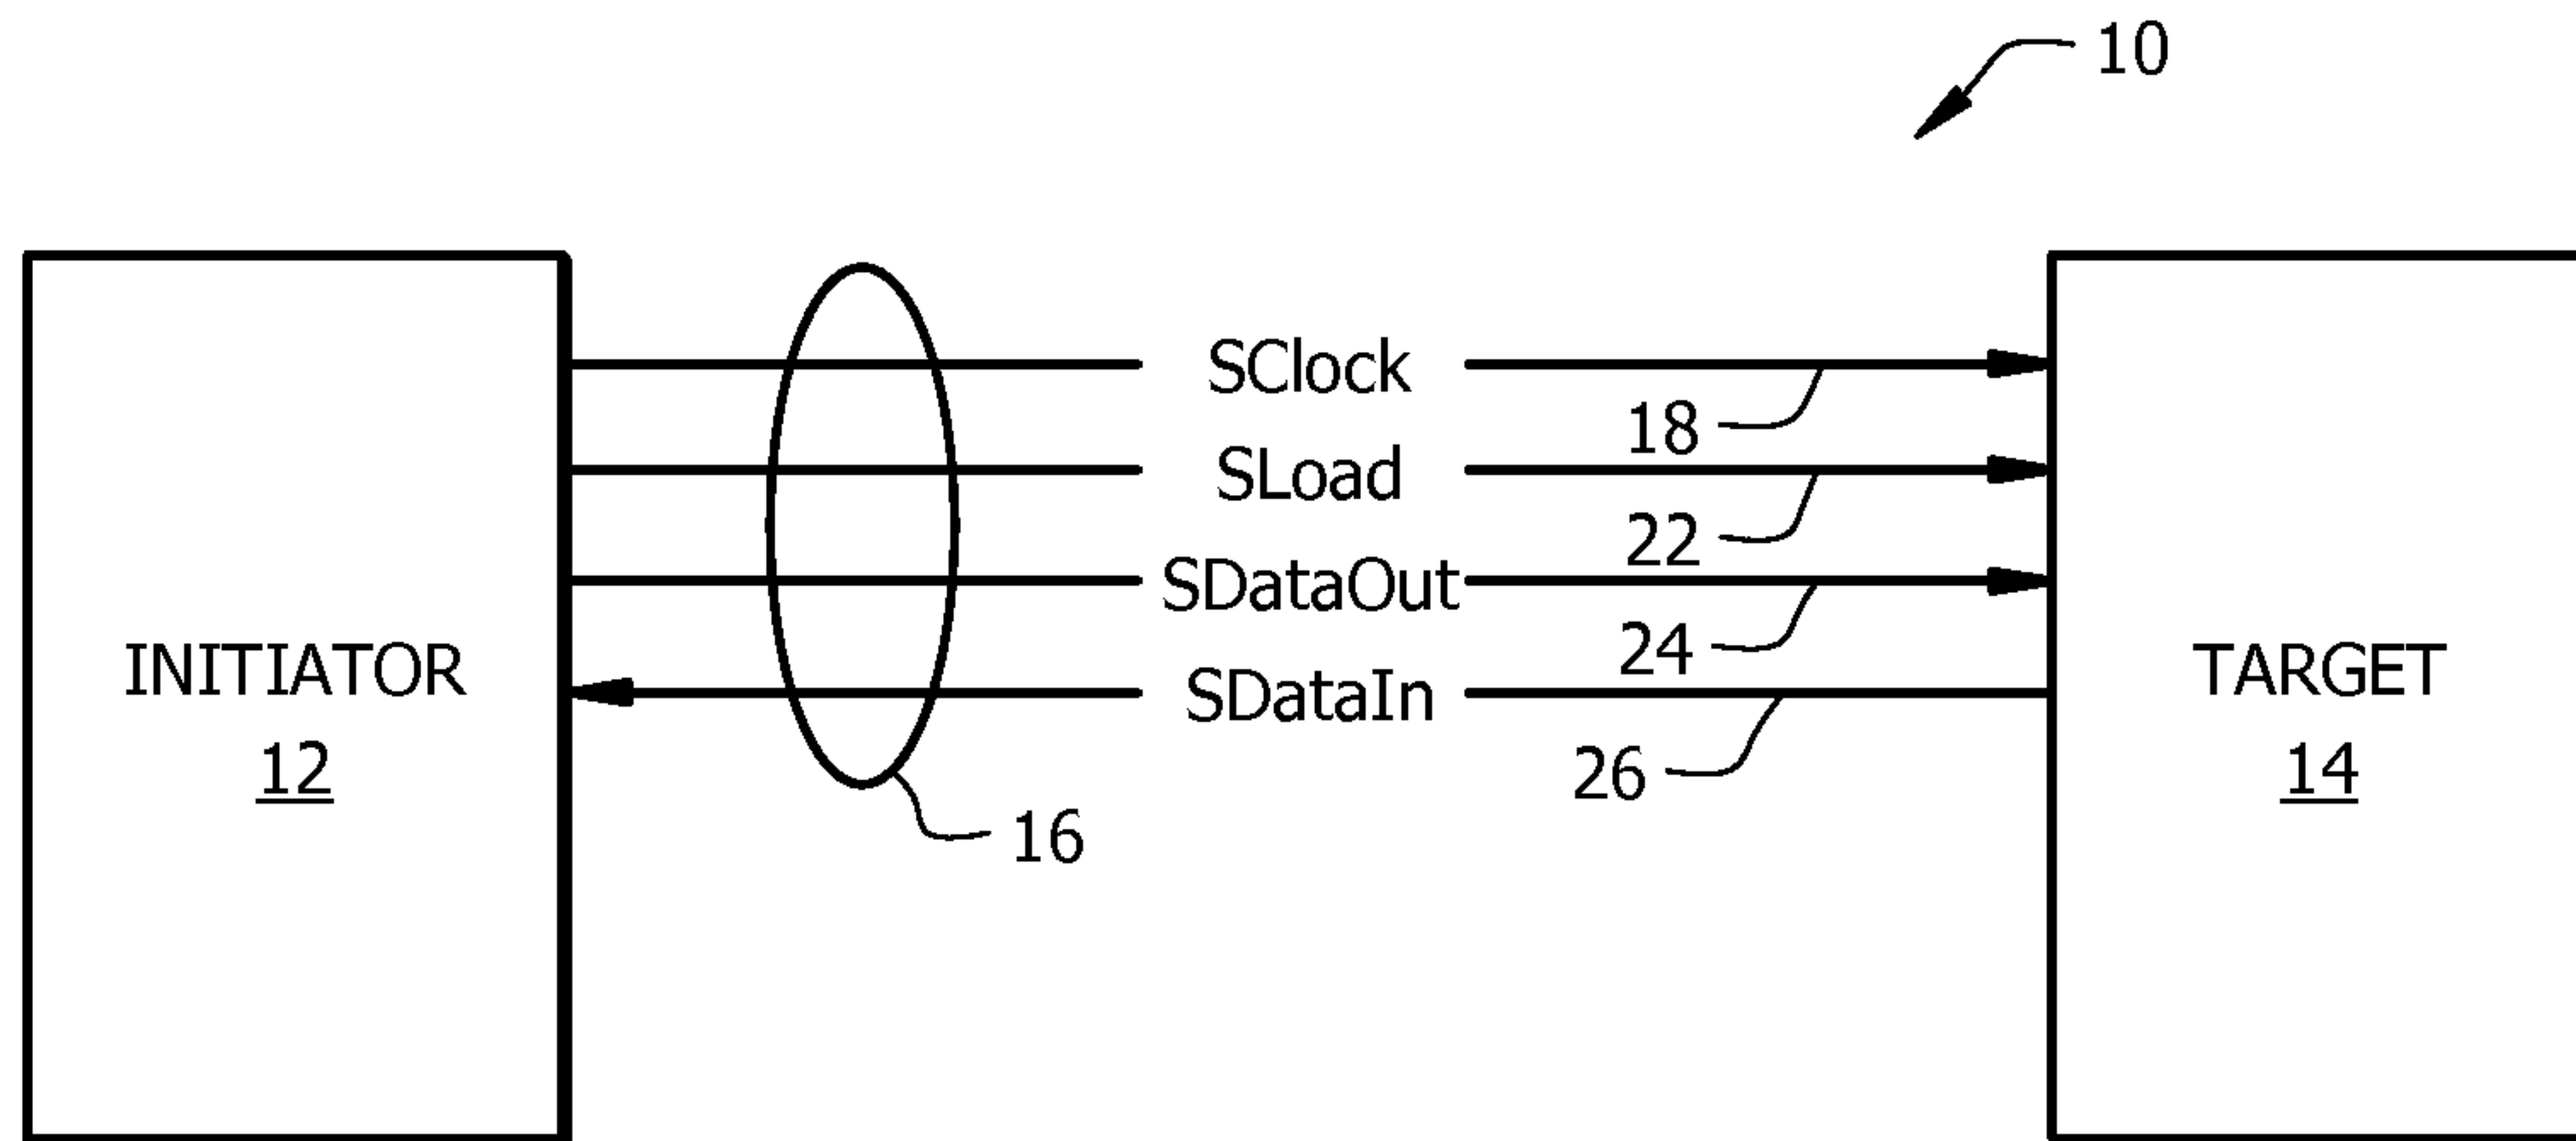 10
SClock
18
SLoad
22
SDataOut
24
INITIATOR
12
SDataIn
26
TARGET
14
16